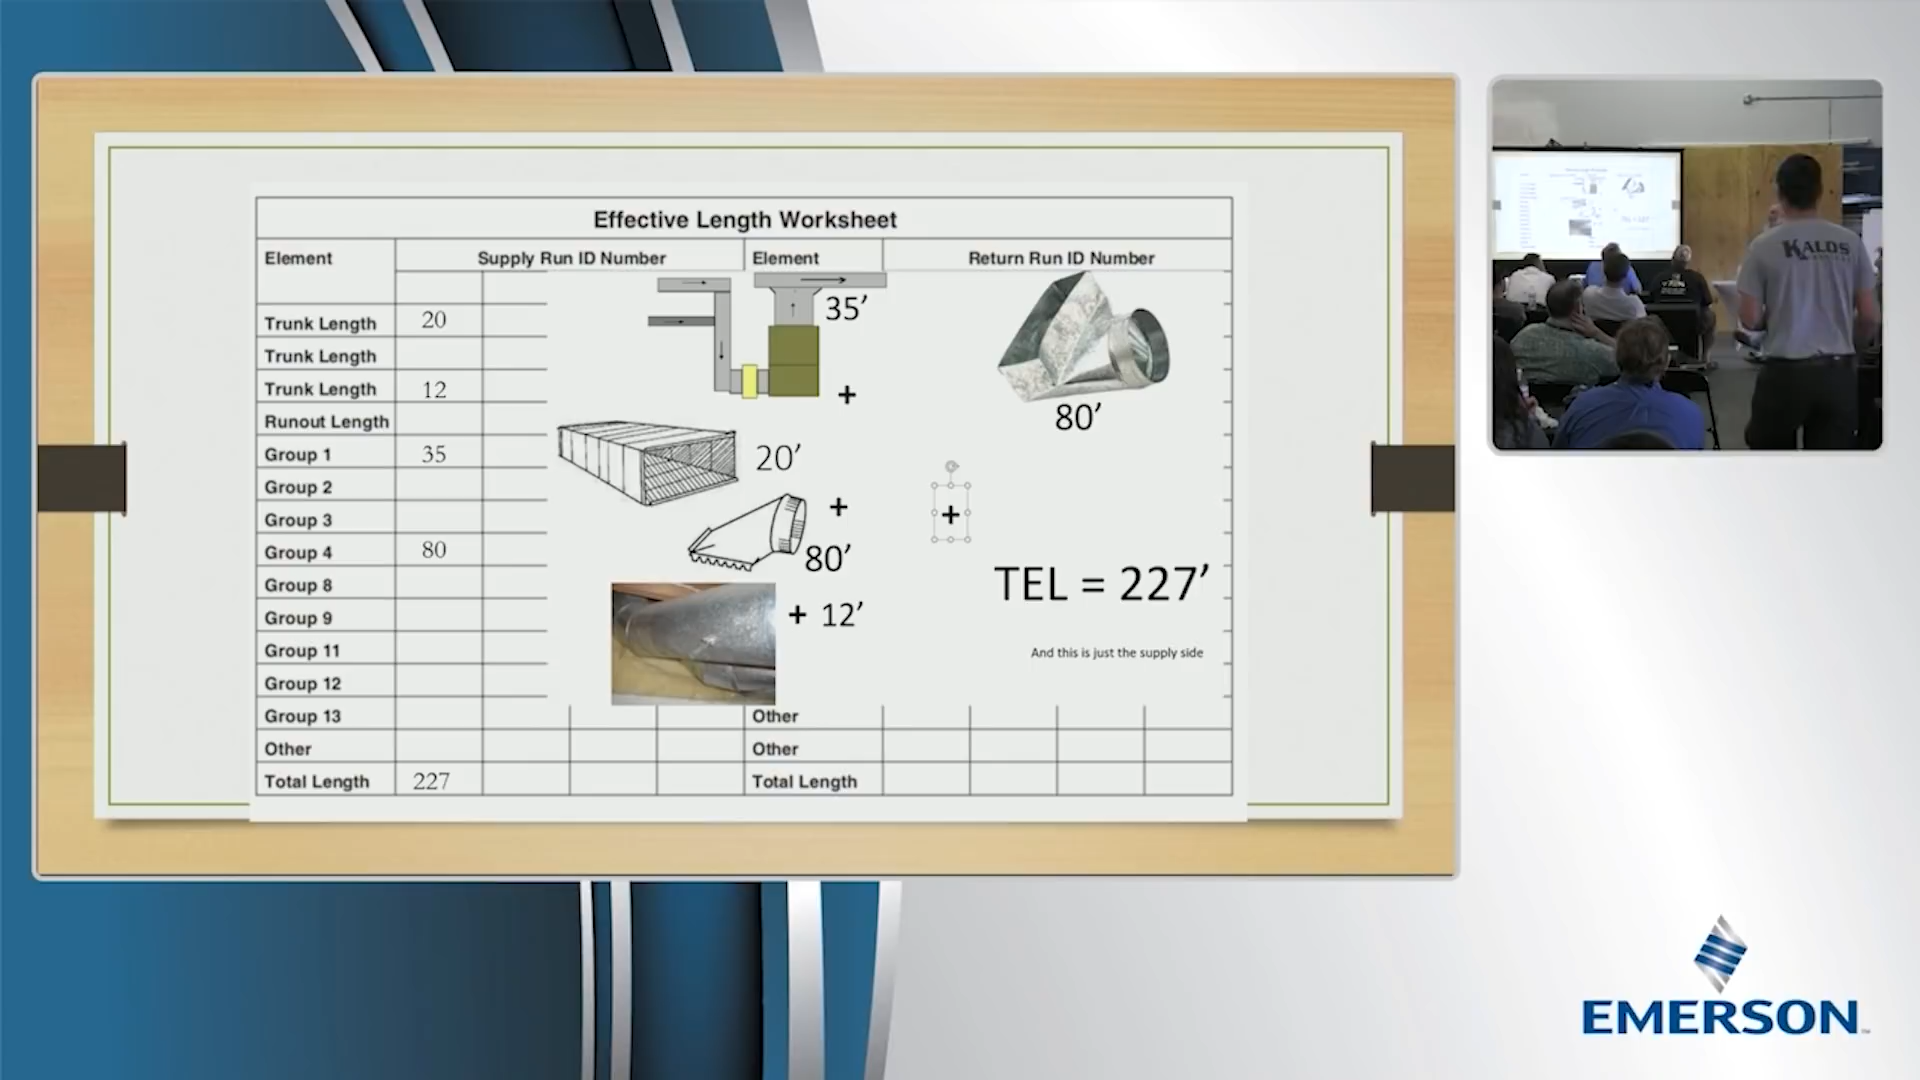 Effective Length Worksheet
Element Supply Run ID Number Element Return Run ID Number
35’
Trunk Length 20
Trunk Length
Trunk Length 12
+
80’
Runout Length
Group 1 35
20’
Group 2
+
+
Group 3
Group 4 80
80’
TEL = 227’
Group 8
Group 9
+ 12’
Group 11
And this is just the supply side
Group 12
Group 13 Other
Other Other
Total Length 227 Total Length
KALOS
EMERSON